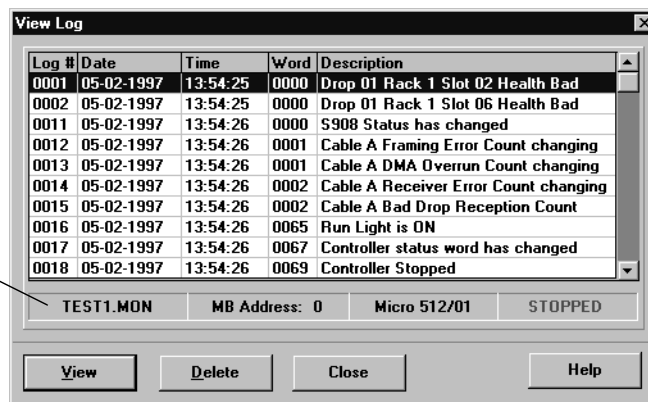 View Log
Log # Date Time Word Description
0001 05-02-1997 13:54:25 0000 Drop 01 Rack 1 Slot 02 Health Bad
0002 05-02-1997 13:54:25 0000 Drop 01 Rack 1 Slot 06 Health Bad
0011 05-02-1997 13:54:26 0000 S908 Status has changed
0012 05-02-1997 13:54:26 0001 Cable A Framing Error Count changing
0013 05-02-1997 13:54:26 0001 Cable A DMA Overrun Count changing
0014 05-02-1997 13:54:26 0002 Cable A Receiver Error Count changing
0015 05-02-1997 13:54:26 0002 Cable A Bad Drop Reception Count
0016 05-02-1997 13:54:26 0065 Run Light is ON
0017 05-02-1997 13:54:26 0067 Controller status word has changed
0018 05-02-1997 13:54:26 0069 Controller Stopped
TEST1.MON MB Address: 0 Micro 512/01 STOPPED
View Delete Close Help